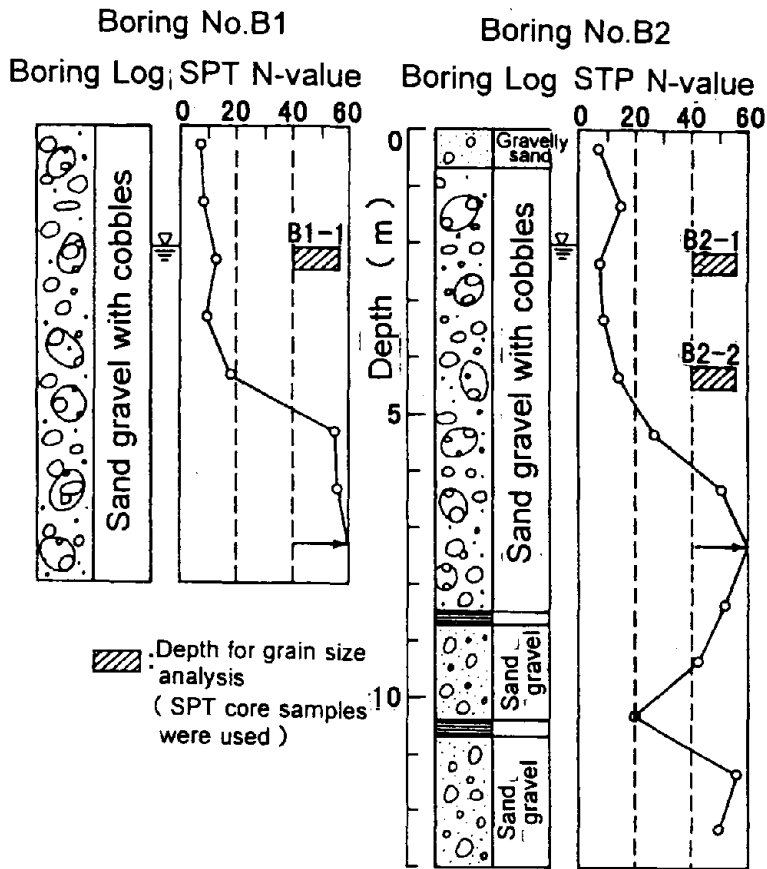 Boring No.B1
Boring Log SPT N-value
0 20 40 60
Sand gravel with cobbles
B1-1
:Depth for grain size
analysis
( SPT core samples
were used )
Boring No.B2
Boring Log STP N-value
0 20 40 60
Depth ( m )
0
5
10
Gravelly
sand
Sand gravel with cobbles
Sand
gravel
Sand
gravel
B2-1
B2-2